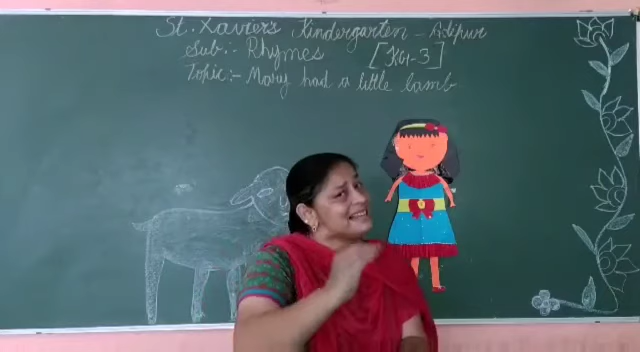 St. Xavier's Kindergarten - Adipur
Sub:- Rhymes [KG-3]
Topic:- Mary had a little lamb